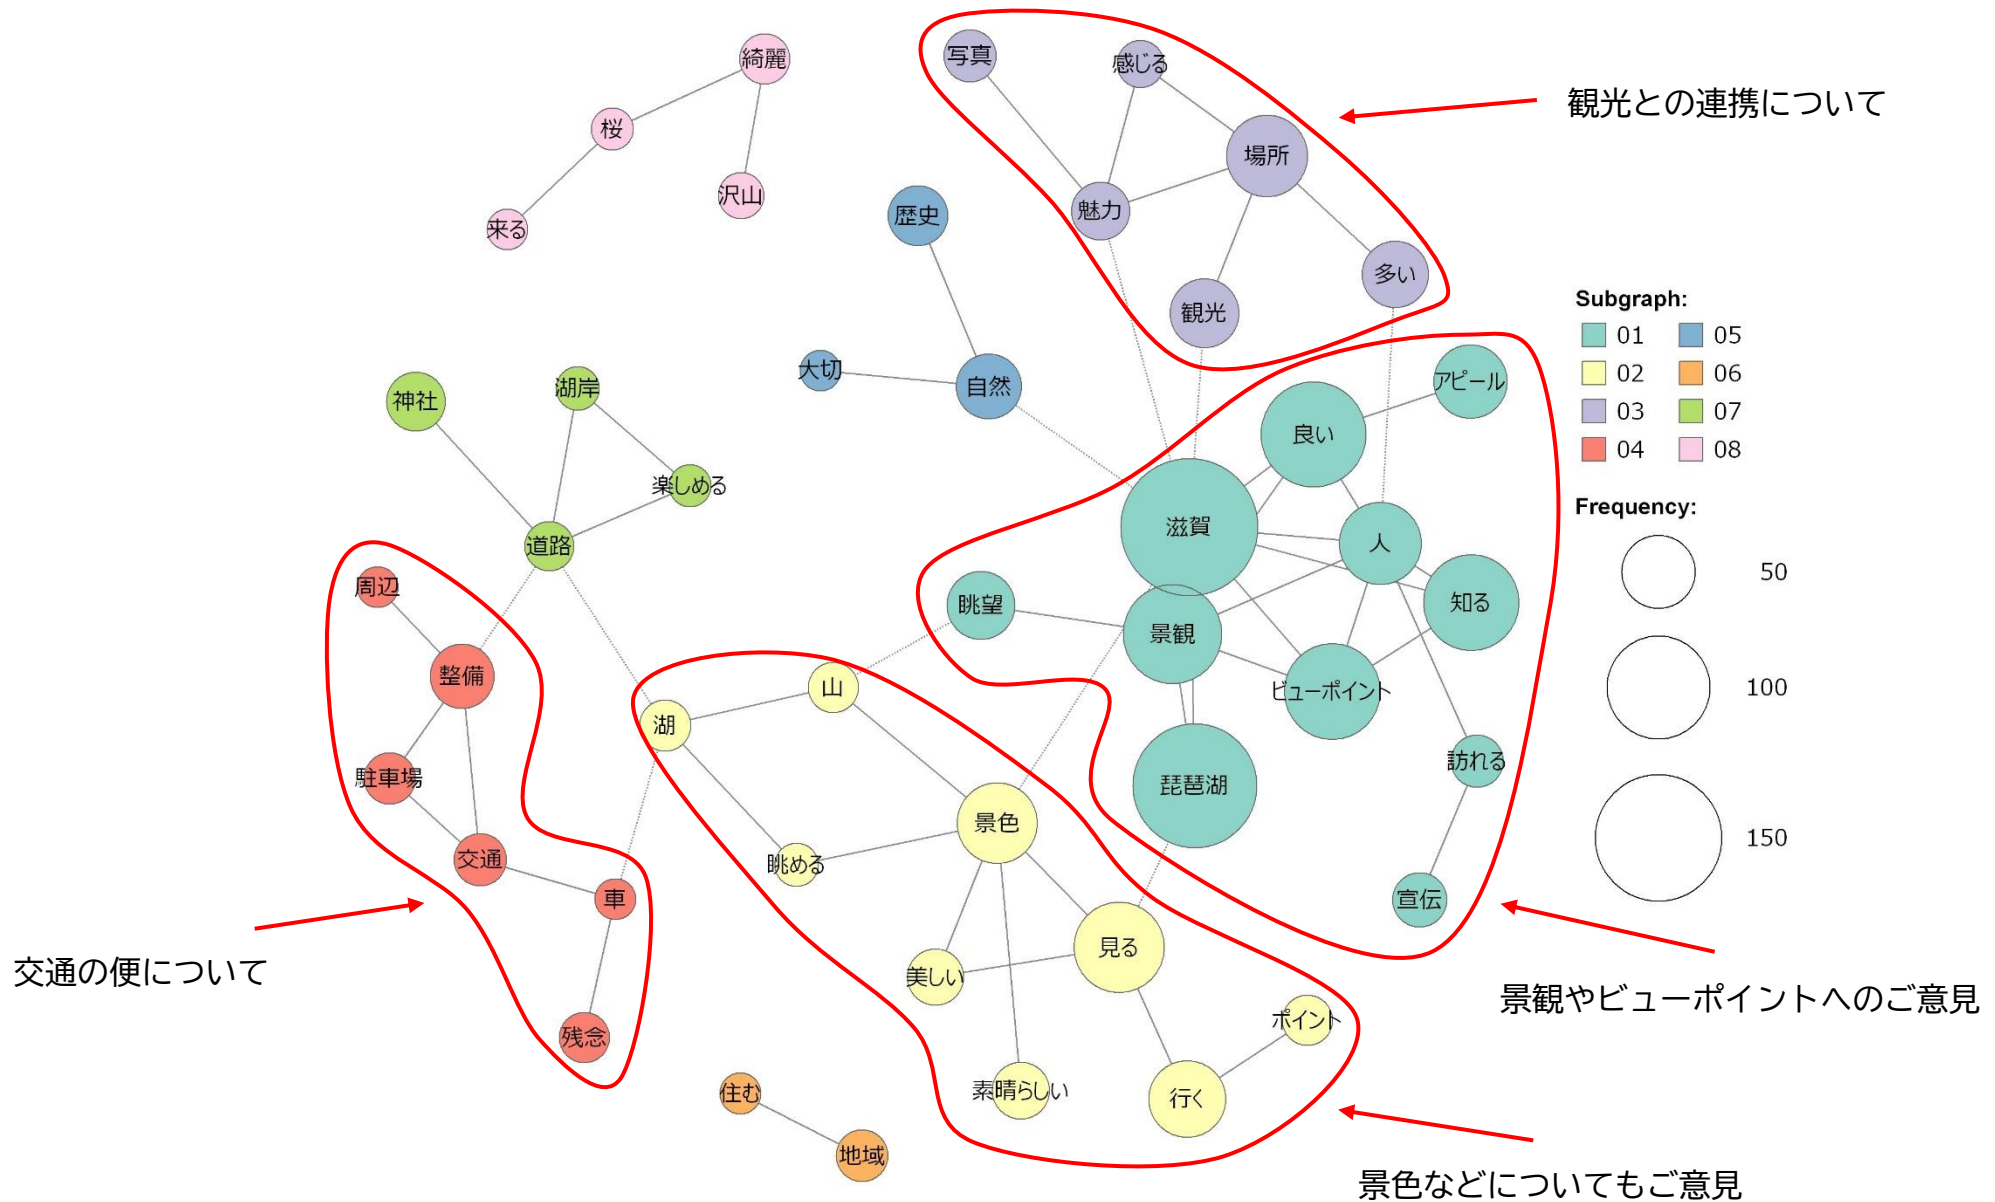 綺麗
桜
沢山
来る
写真
感じる
場所
魅力
多い
観光
観光との連携について
歴史
大切
自然
神社
湖岸
楽しめる
道路
アピール
良い
滋賀
人
知る
眺望
景観
ビューポイント
琵琶湖
訪れる
宣伝
Subgraph:
01 05
02 06
03 07
04 08
Frequency:
50
100
150
周辺
整備
駐車場
交通
車
残念
交通の便について
山
湖
景色
眺める
見る
美しい
ポイント
素晴らしい
行く
景観やビューポイントへのご意見
住む
地域
景色などについてもご意見